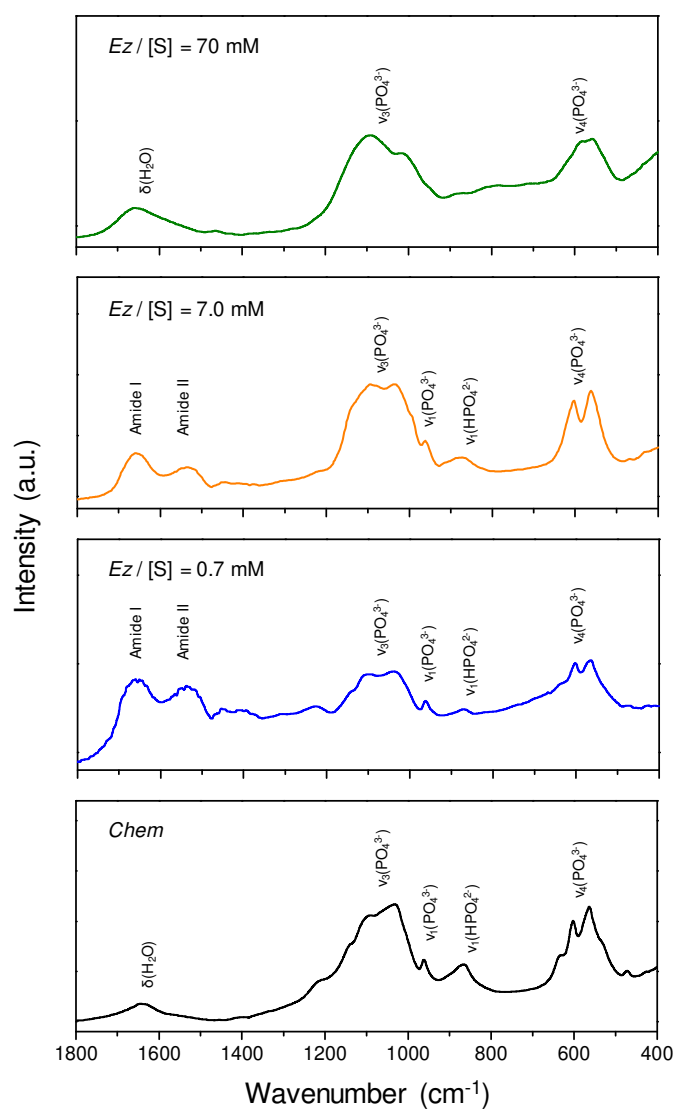 Ez / [S] = 70 mM
δ(H₂O)
ν₃(PO₄³⁻)
ν₄(PO₄³⁻)
Ez / [S] = 7.0 mM
Amide I
Amide II
ν₃(PO₄³⁻)
ν₁(PO₄³⁻)
ν₁(HPO₄²⁻)
ν₄(PO₄³⁻)
Ez / [S] = 0.7 mM
Amide I
Amide II
ν₃(PO₄³⁻)
ν₁(PO₄³⁻)
ν₁(HPO₄²⁻)
ν₄(PO₄³⁻)
Chem
δ(H₂O)
ν₃(PO₄³⁻)
ν₁(PO₄³⁻)
ν₁(HPO₄²⁻)
ν₄(PO₄³⁻)
Intensity (a.u.)
1800 1600 1400 1200 1000 800 600 400
Wavenumber (cm⁻¹)